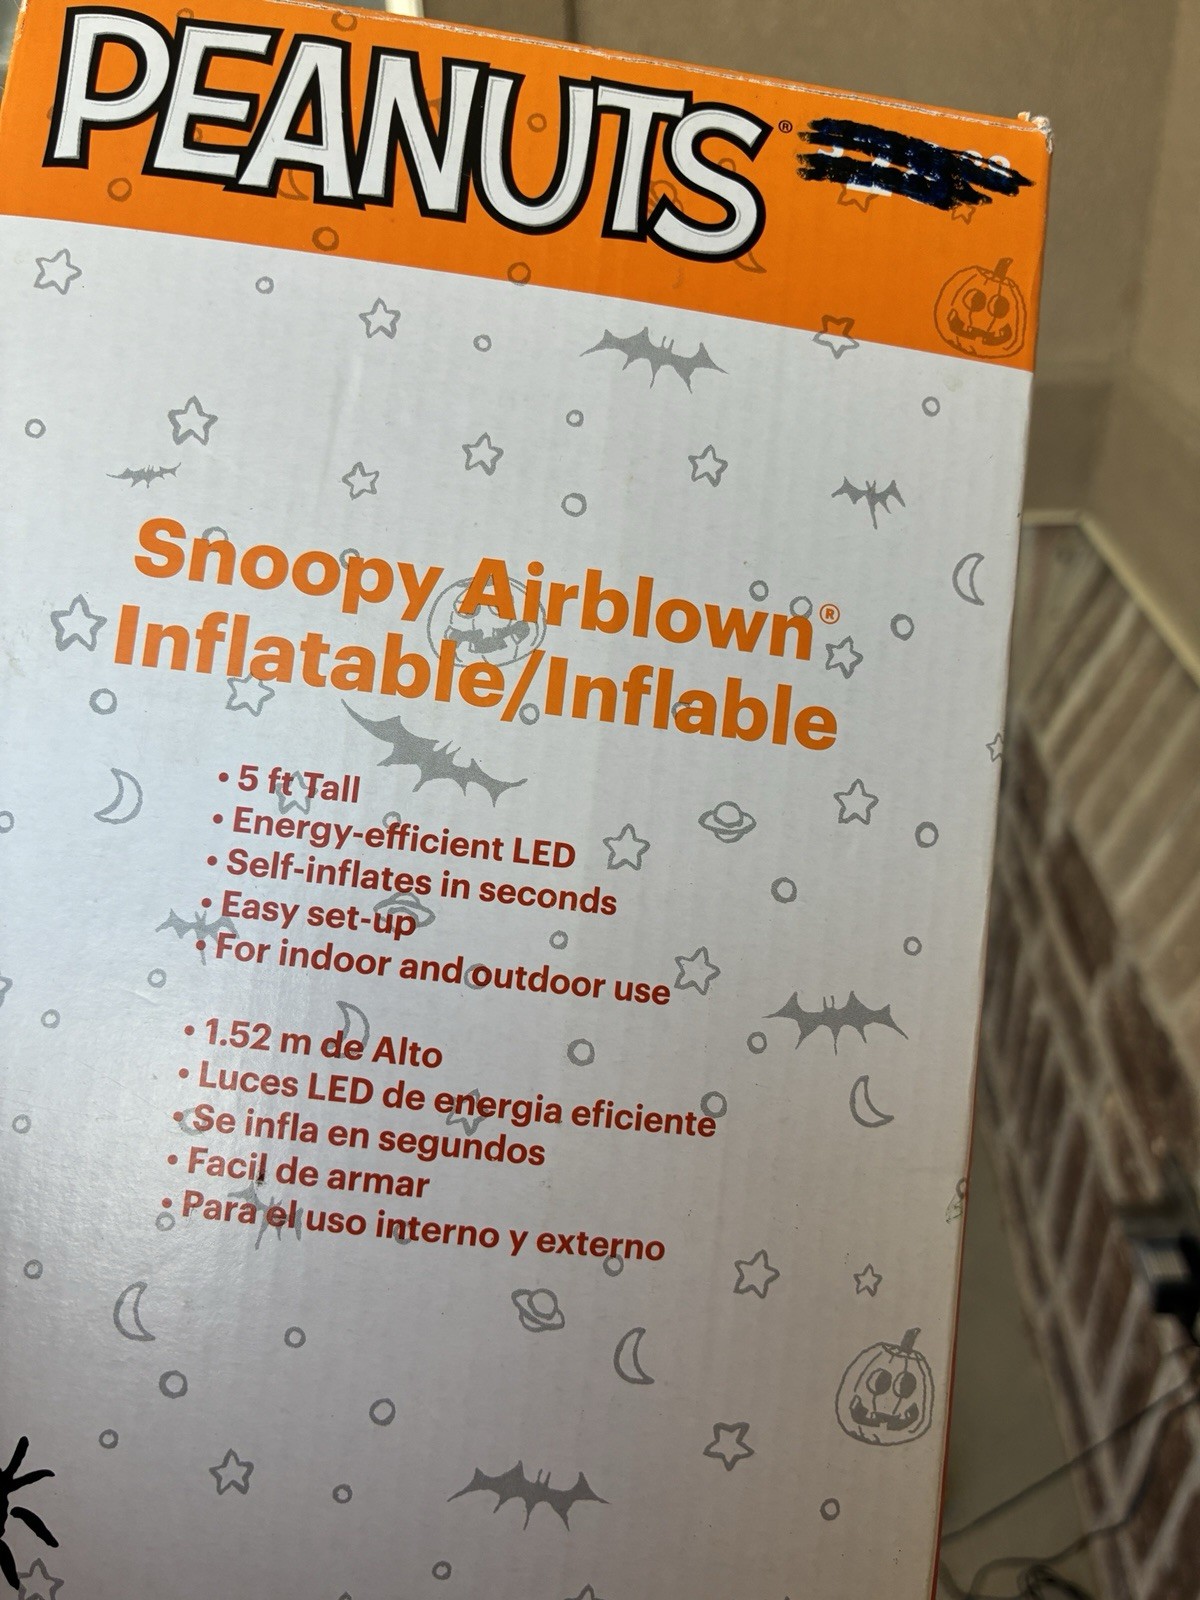 PEANUTS®
Snoopy Airblown®
Inflatable/Inflable
• 5 ft Tall
• Energy-efficient LED
• Self-inflates in seconds
• Easy set-up
• For indoor and outdoor use
• 1.52 m de Alto
• Luces LED de energia eficiente
• Se infla en segundos
• Facil de armar
• Para el uso interno y externo